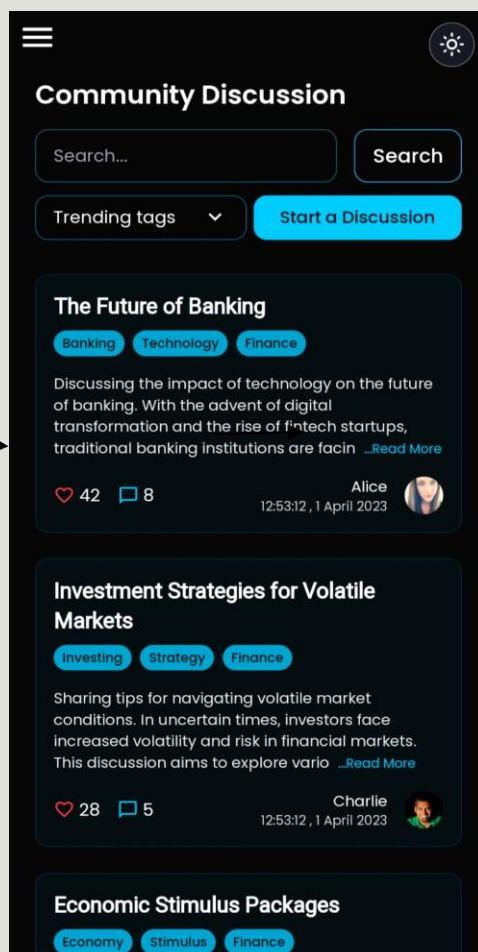 Community Discussion
Search...
Search
Trending tags
Start a Discussion
The Future of Banking
Banking
Technology
Finance
Discussing the impact of technology on the future
of banking. With the advent of digital
transformation and the rise of fintech startups,
traditional banking institutions are facin ...Read More
42
8
Alice
12:53:12 , 1 April 2023
Investment Strategies for Volatile
Markets
Investing
Strategy
Finance
Sharing tips for navigating volatile market
conditions. In uncertain times, investors face
increased volatility and risk in financial markets.
This discussion aims to explore vario ...Read More
28
5
Charlie
12:53:12 , 1 April 2023
Economic Stimulus Packages
Economy
Stimulus
Finance